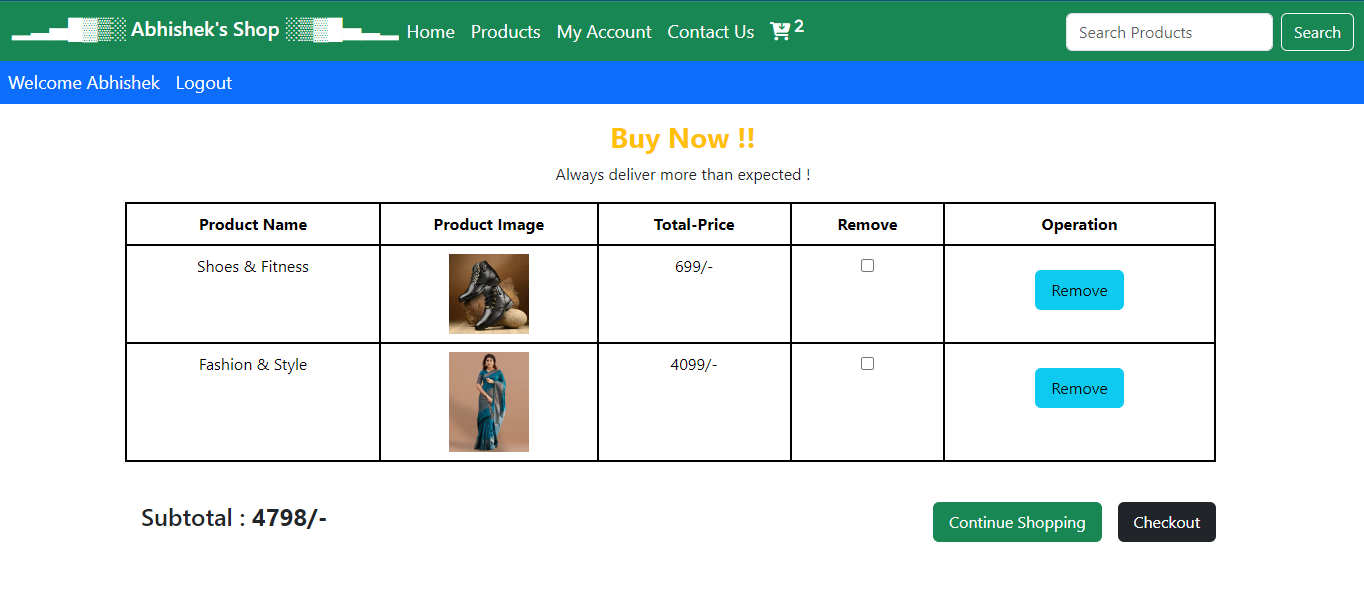 ▁▂▄▅▆▇█▓▒░ Abhishek's Shop ░▒▓█▇▆▅▄▂▁ Home Products My Account Contact Us 2 Search Products Search
Welcome Abhishek Logout
Buy Now !!
Always deliver more than expected !
Product Name Product Image Total-Price Remove Operation
Shoes & Fitness 699/- Remove
Fashion & Style 4099/- Remove
Subtotal : 4798/- Continue Shopping Checkout